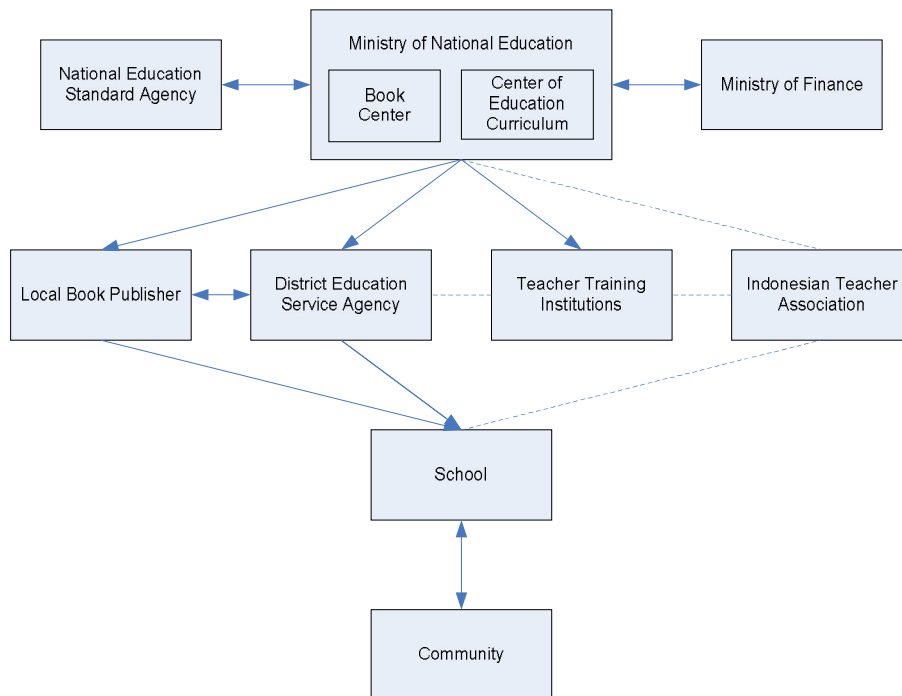 Ministry of National Education
National Education
Standard Agency
Book
Center
Center of
Education
Curriculum
Ministry of Finance
Local Book Publisher
District Education
Service Agency
Teacher Training
Institutions
Indonesian Teacher
Association
School
Community